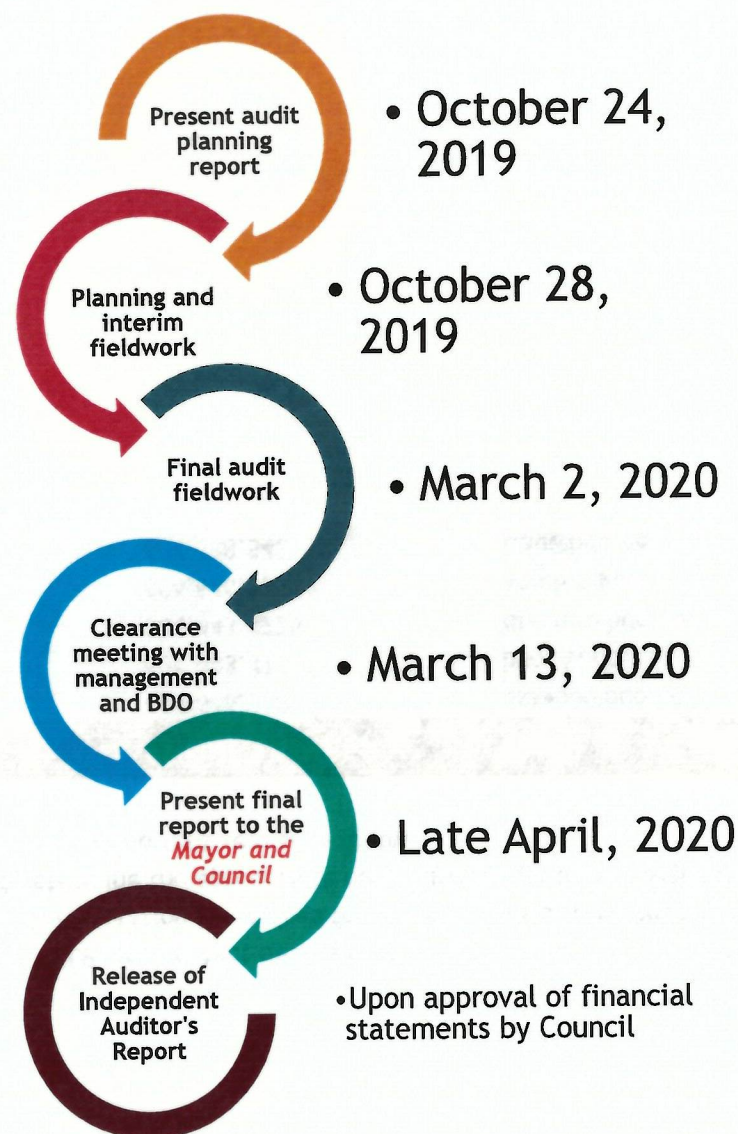 Present audit
planning
report
• October 24,
2019
Planning and
interim
fieldwork
• October 28,
2019
Final audit
fieldwork
• March 2, 2020
Clearance
meeting with
management
and BDO
• March 13, 2020
Present final
report to the
Mayor and
Council
• Late April, 2020
Release of
Independent
Auditor's
Report
•Upon approval of financial
statements by Council